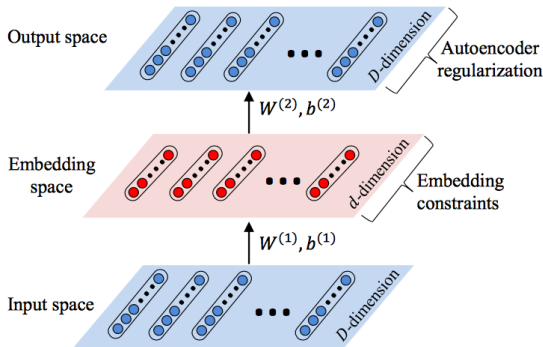 Output space
D-dimension
Autoencoder
regularization
W⁽²⁾, b⁽²⁾
Embedding
space
d-dimension
Embedding
constraints
W⁽¹⁾, b⁽¹⁾
Input space
D-dimension